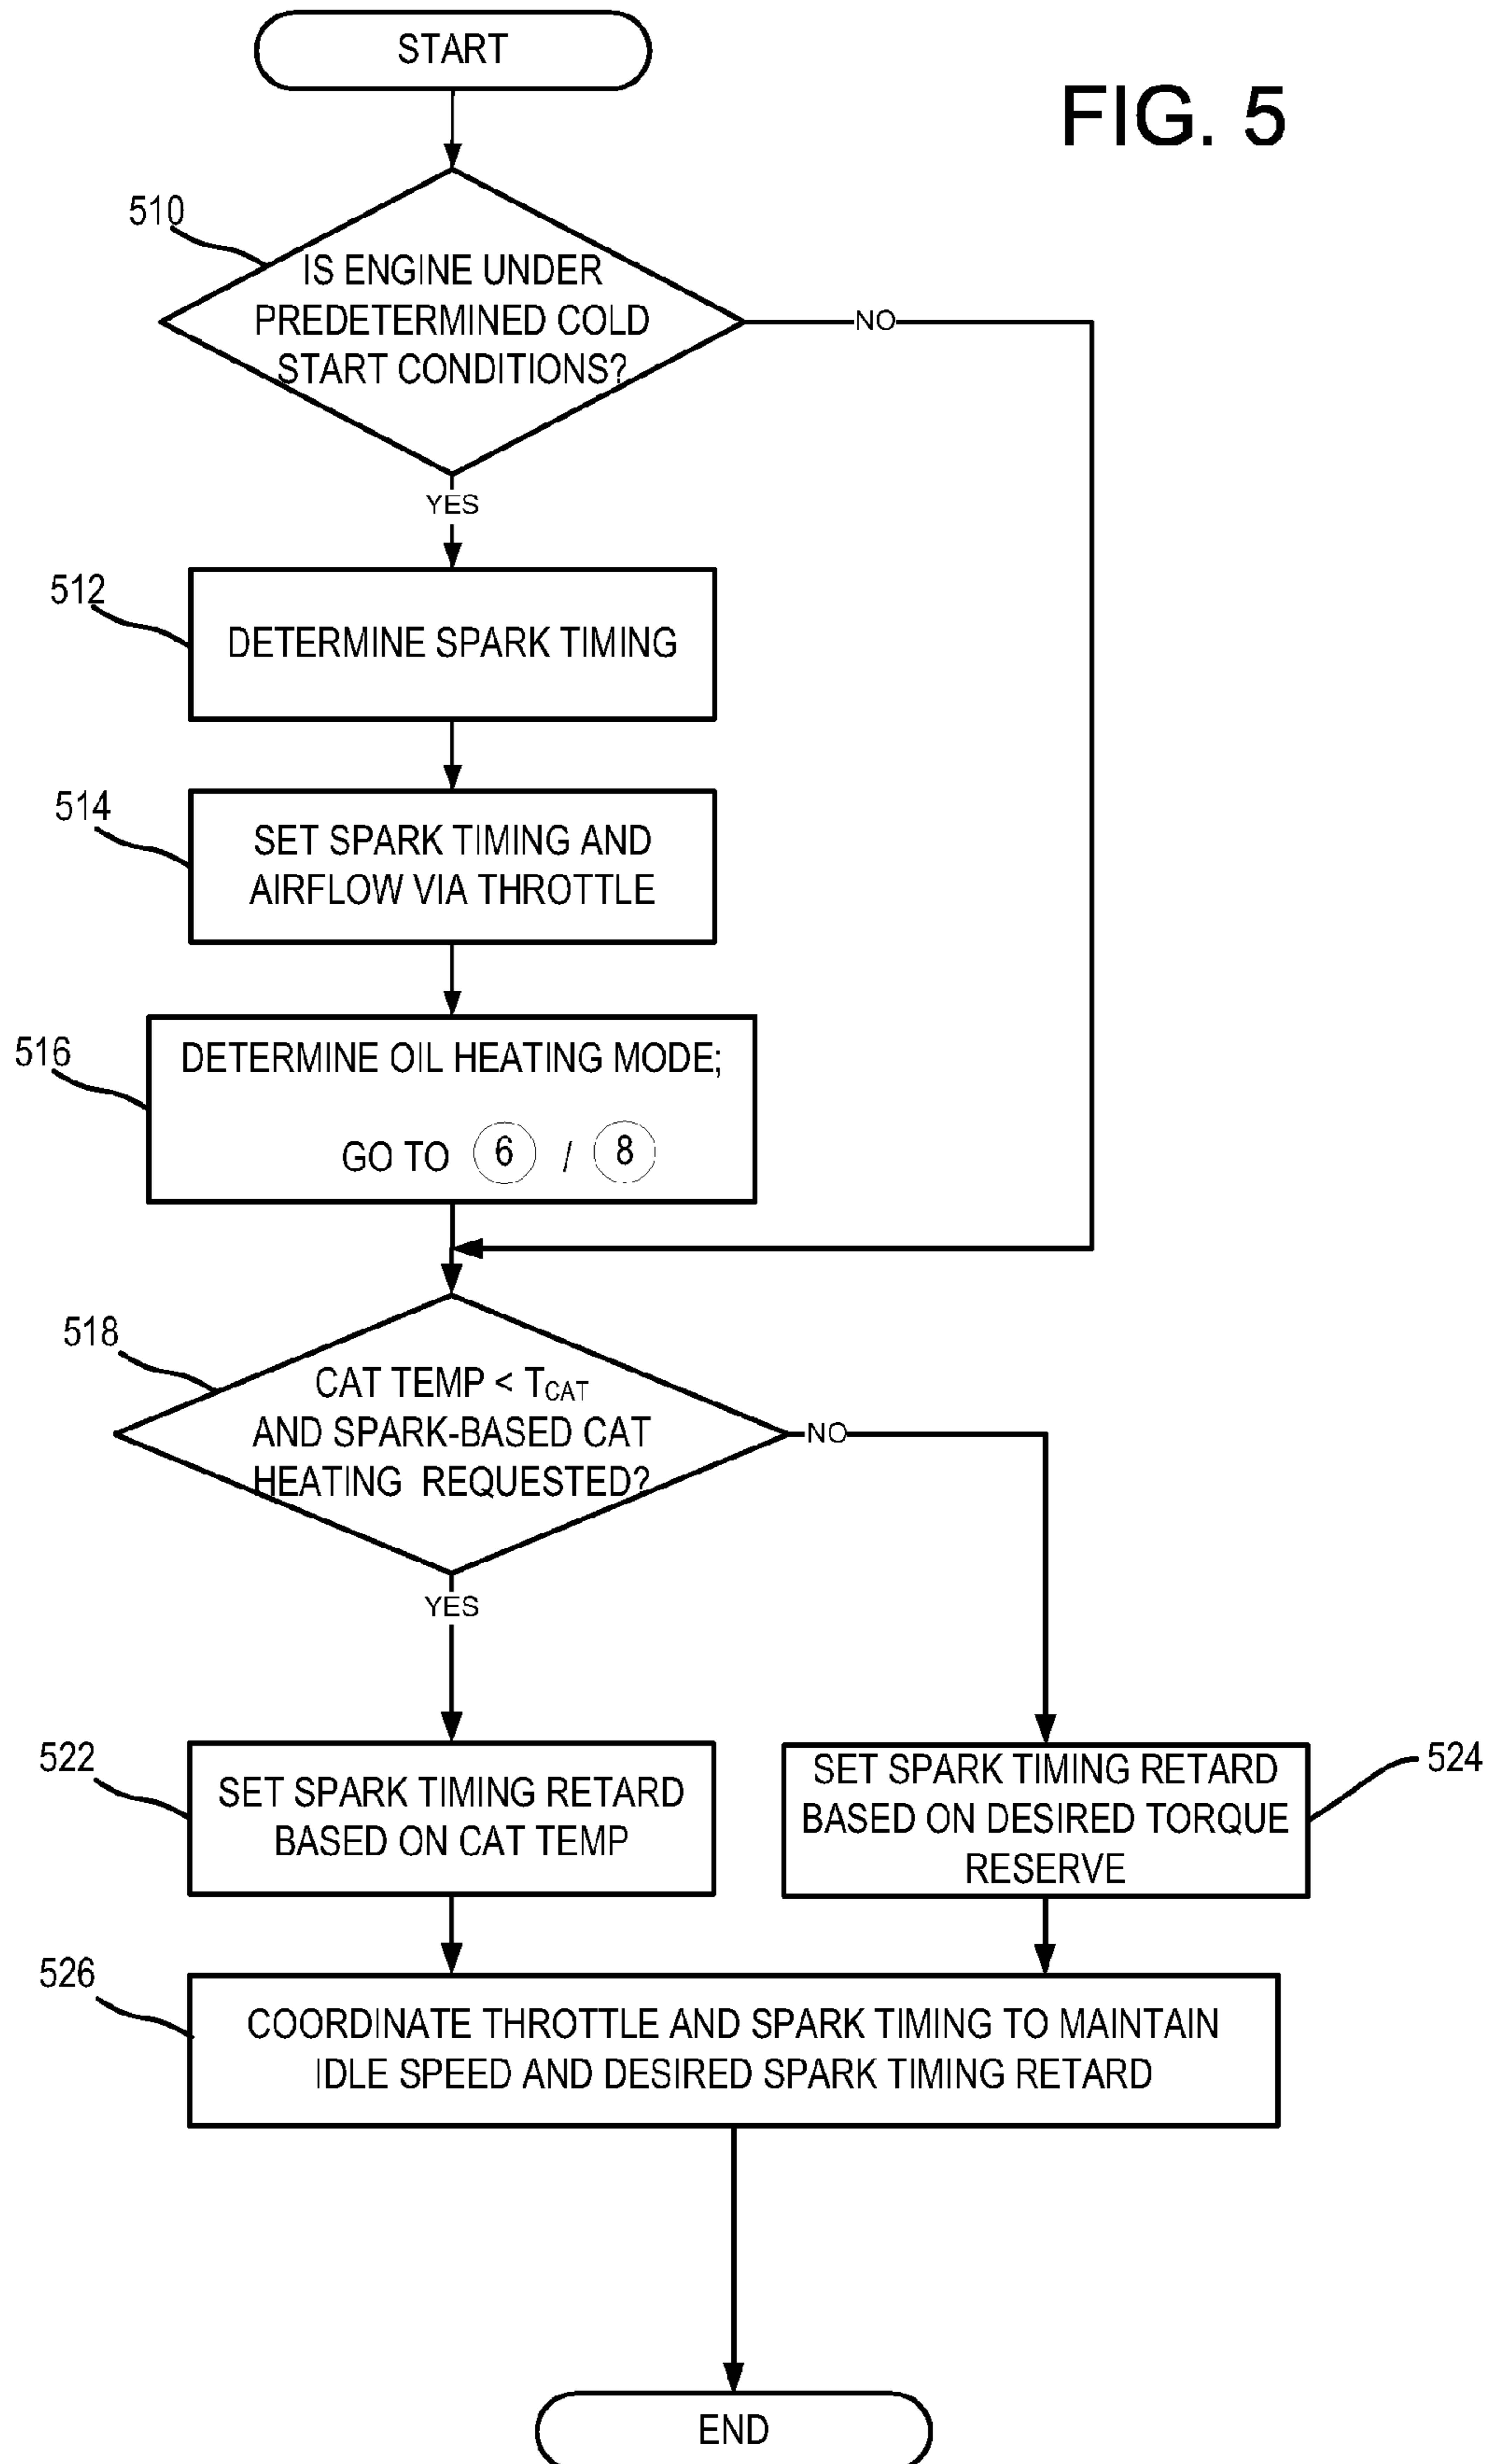 START
FIG. 5
510
IS ENGINE UNDER
PREDETERMINED COLD
START CONDITIONS?
NO
YES
512
DETERMINE SPARK TIMING
514
SET SPARK TIMING AND
AIRFLOW VIA THROTTLE
516
DETERMINE OIL HEATING MODE;
GO TO 6 / 8
518
CAT TEMP < TCAT
AND SPARK-BASED CAT
HEATING REQUESTED?
NO
YES
522
SET SPARK TIMING RETARD
BASED ON CAT TEMP
SET SPARK TIMING RETARD
BASED ON DESIRED TORQUE
RESERVE
524
526
COORDINATE THROTTLE AND SPARK TIMING TO MAINTAIN
IDLE SPEED AND DESIRED SPARK TIMING RETARD
END